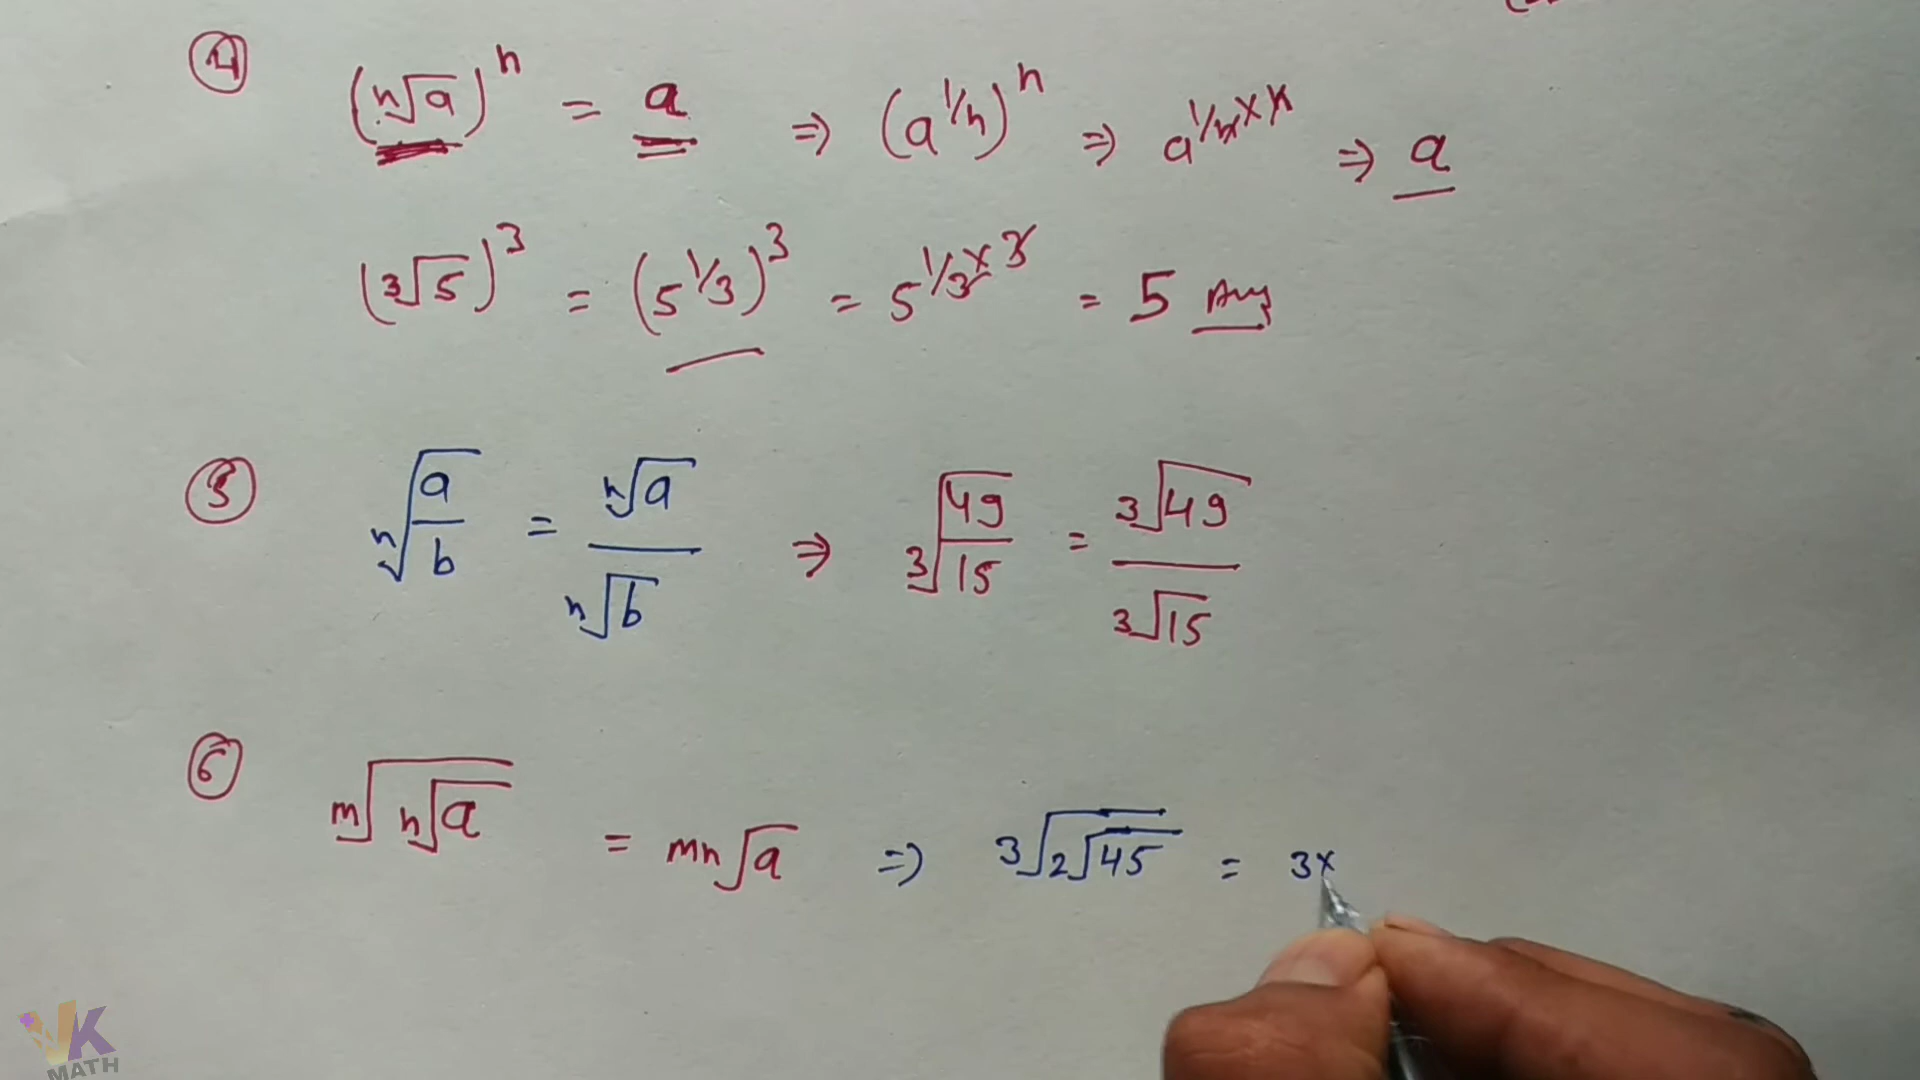 ④ (ⁿ√a)ⁿ = a ⇒ (a^1/n)ⁿ ⇒ a^1/n×n ⇒ a
(³√5)³ = (5^1/3)³ = 5^1/3×3 = 5 Ans
⑤ ⁿ√(a/b) = ⁿ√a / ⁿ√b ⇒ ³√(49/15) = ³√49 / ³√15
⑥ ᵐ√(ⁿ√a) = ᵐⁿ√a ⇒ ³√(²√45) = 3×
VK
MATH